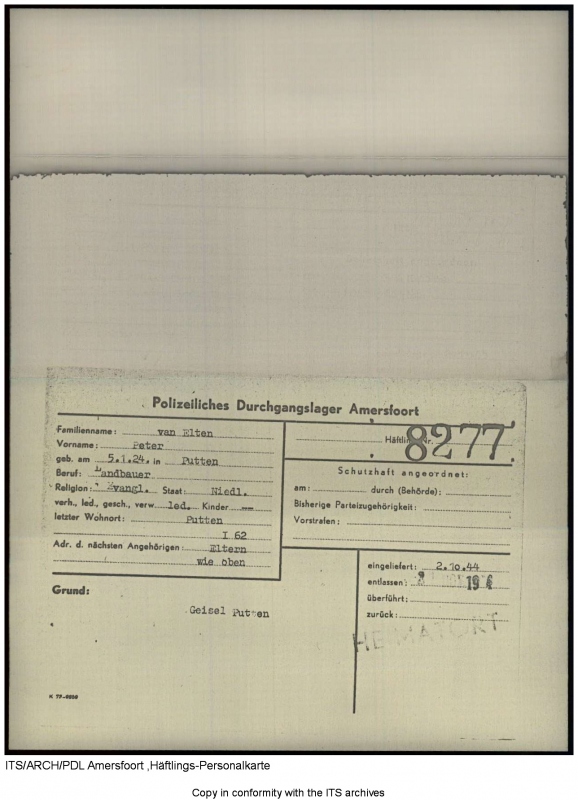 Polizeiliches Durchgangslager Amersfoort
Familienname: van Elten
Vorname: Peter
geb. am 5.1.24. in Putten
Beruf: Landbauer
Religion: Evangl. Staat: Niedl.
verh., led., gesch., verw. led. Kinder --
letzter Wohnort: Putten
I 62
Adr. d. nächsten Angehörigen: Eltern
wie oben
Häftlings-Nr. 8277
Schutzhaft angeordnet:
am: durch (Behörde):
Bisherige Parteizugehörigkeit:
Vorstrafen:
Grund:
Geisel Putten
eingeliefert: 2.10.44
entlassen:
überführt:
zurück:
HEIMATORT
ITS/ARCH/PDL Amersfoort ,Häftlings-Personalkarte
Copy in conformity with the ITS archives